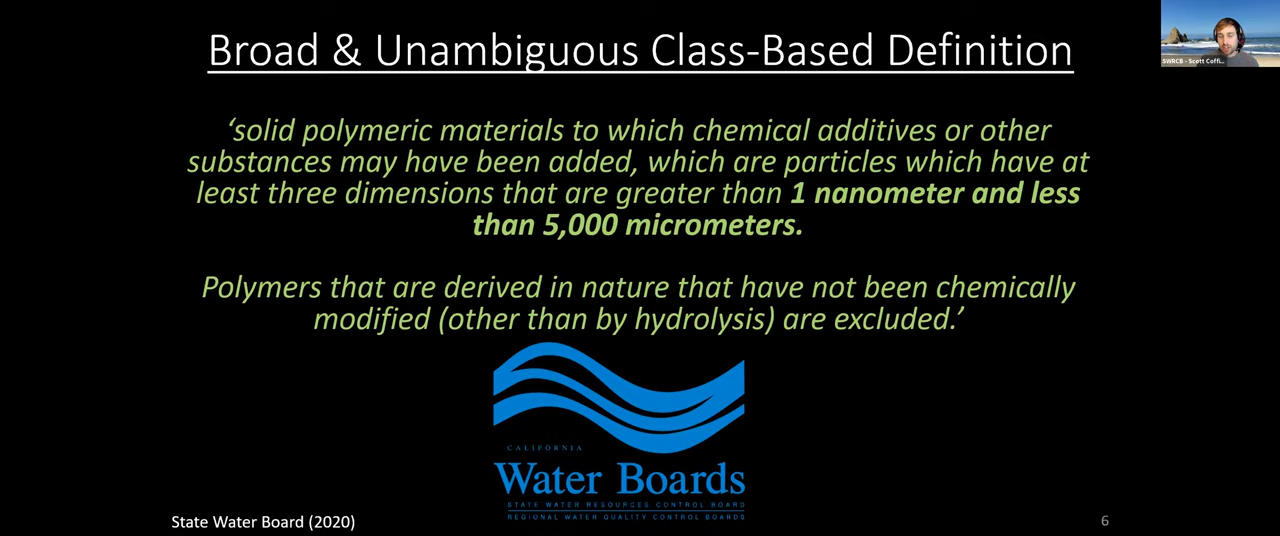 Broad & Unambiguous Class-Based Definition
SWRCB - Scott Coffi...
‘solid polymeric materials to which chemical additives or other
substances may have been added, which are particles which have at
least three dimensions that are greater than 1 nanometer and less
than 5,000 micrometers.
Polymers that are derived in nature that have not been chemically
modified (other than by hydrolysis) are excluded.’
CALIFORNIA
Water Boards
STATE WATER RESOURCES CONTROL BOARD
REGIONAL WATER QUALITY CONTROL BOARDS
State Water Board (2020)
6